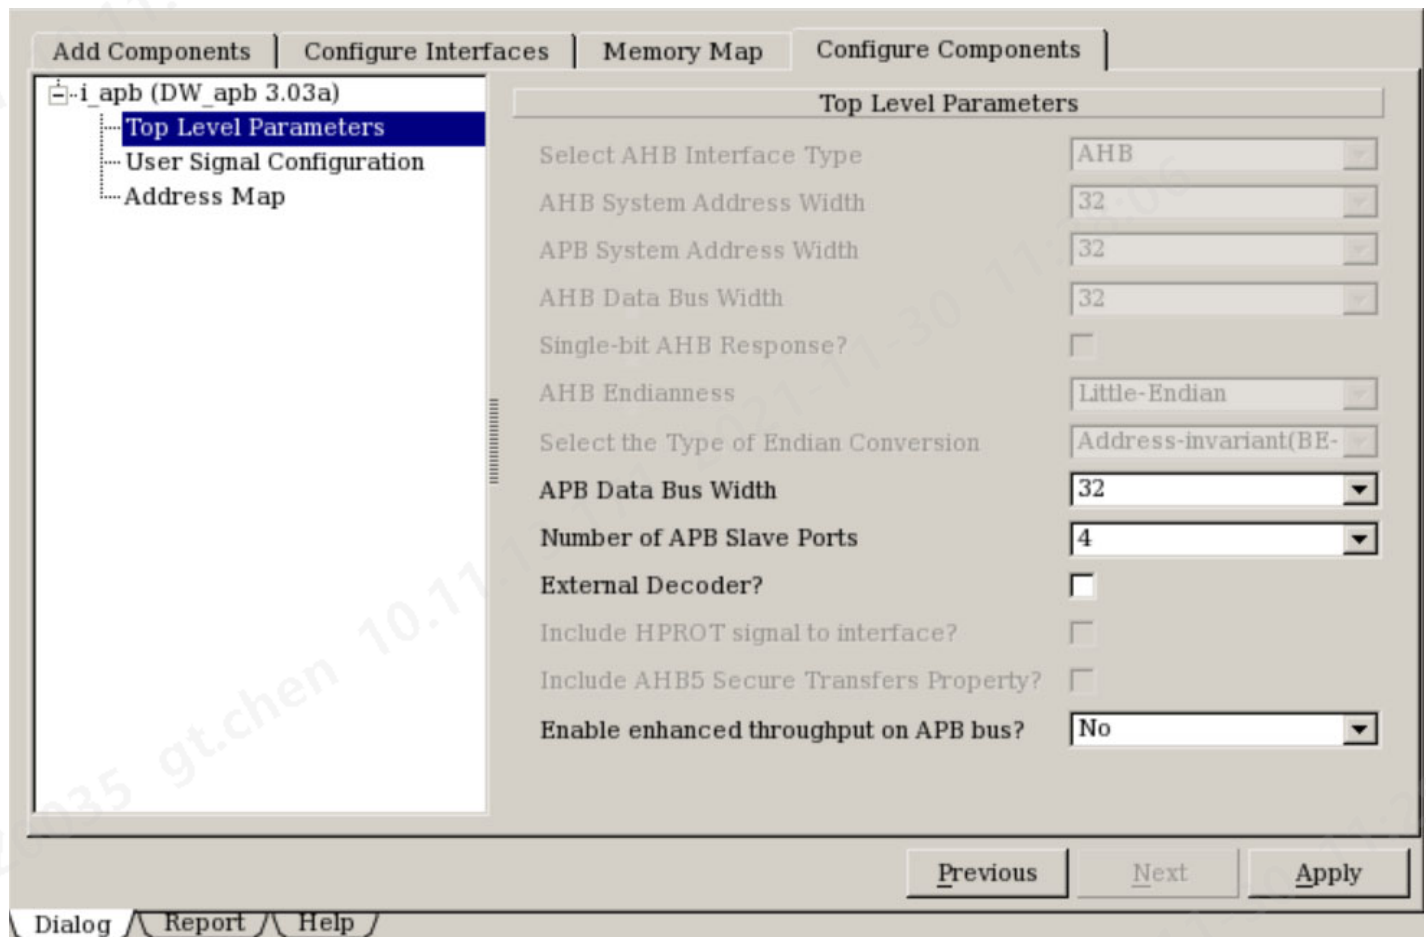 Add Components
Configure Interfaces
Memory Map
Configure Components
i_apb (DW_apb 3.03a)
Top Level Parameters
User Signal Configuration
Address Map
Top Level Parameters
Select AHB Interface Type AHB
AHB System Address Width 32
APB System Address Width 32
AHB Data Bus Width 32
Single-bit AHB Response?
AHB Endianness Little-Endian
Select the Type of Endian Conversion Address-invariant(BE-
APB Data Bus Width 32
Number of APB Slave Ports 4
External Decoder?
Include HPROT signal to interface?
Include AHB5 Secure Transfers Property?
Enable enhanced throughput on APB bus? No
Previous
Next
Apply
Dialog
Report
Help